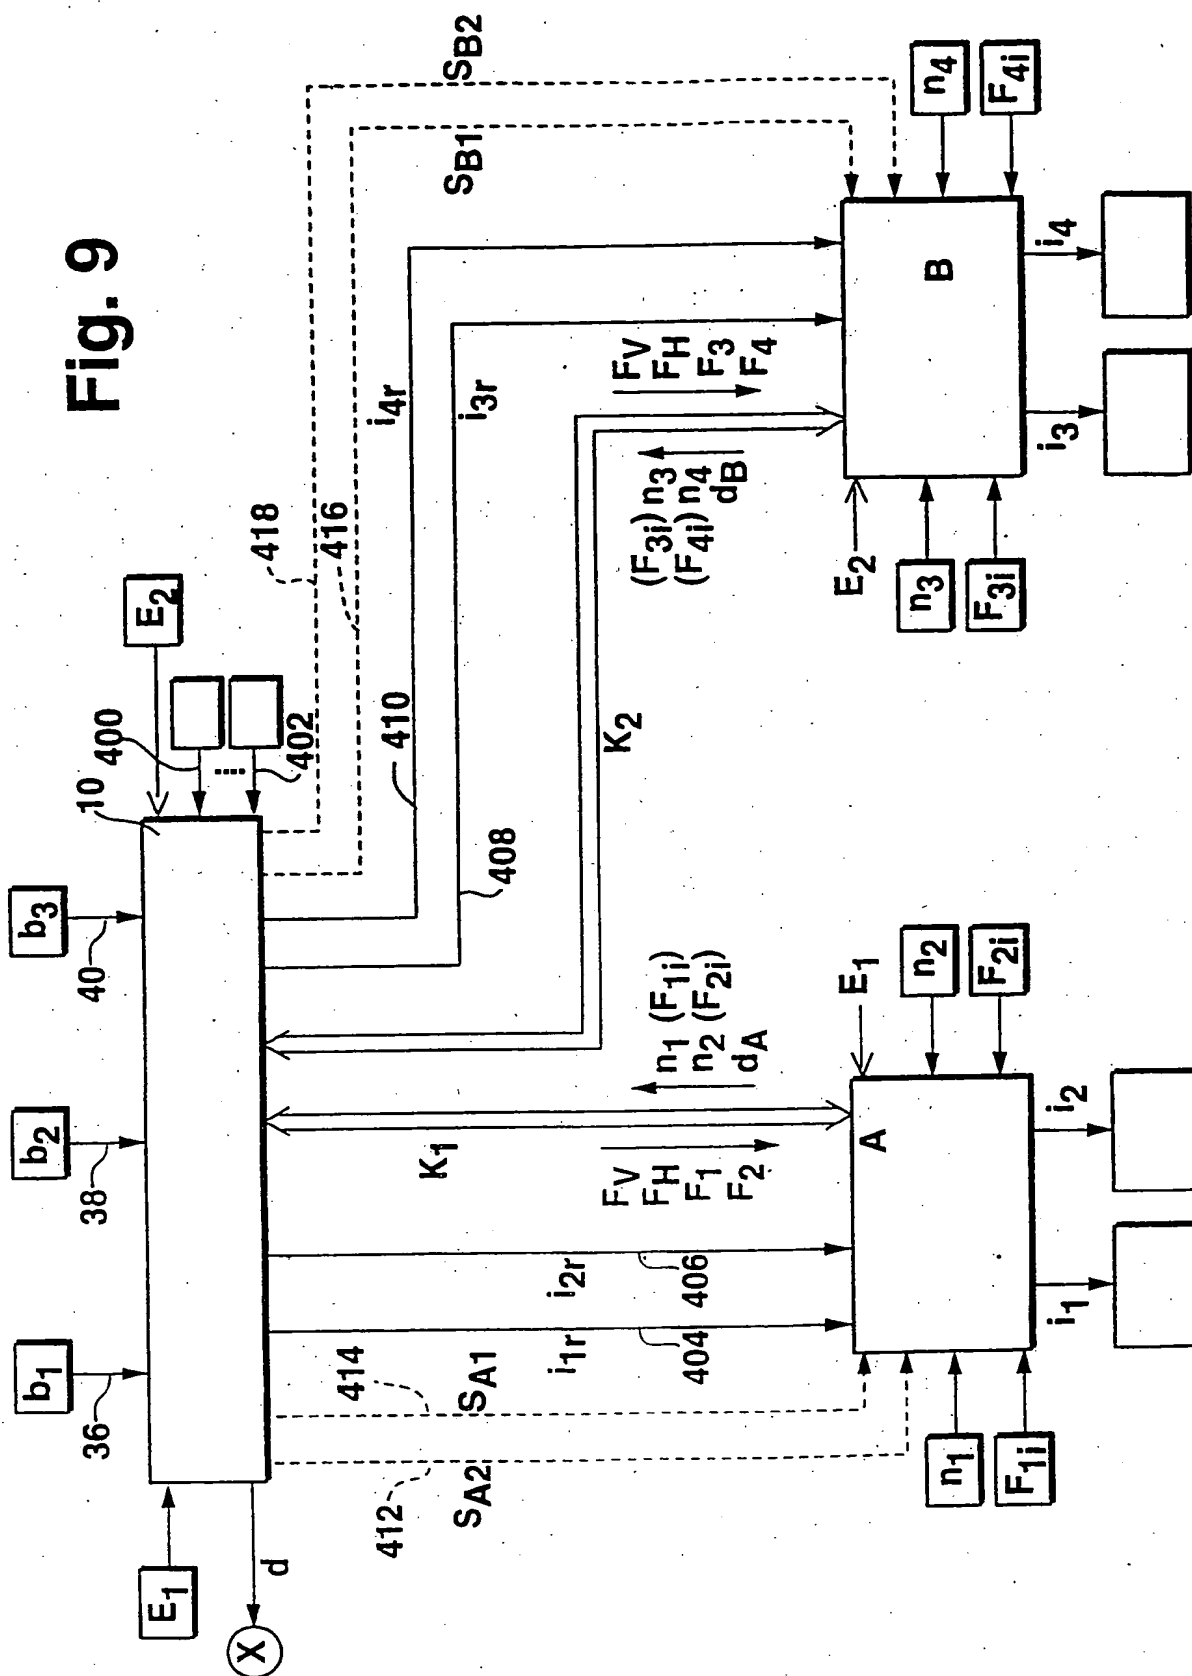 Fig. 9
b1
b2
b3
36
38
40
10
E1
E2
d
X
400
402
418
416
SB2
SB1
410
i4r
408
i3r
K2
K1
414
SA1
412
SA2
i1r
404
i2r
406
FV
FH
F1
F2
n1 (F1i)
n2 (F2i)
dA
(F3i) n3
(F4i) n4
dB
FV
FH
F3
F4
A
E1
n1
F1i
n2
F2i
i1
i2
B
E2
n3
F3i
n4
F4i
i3
i4